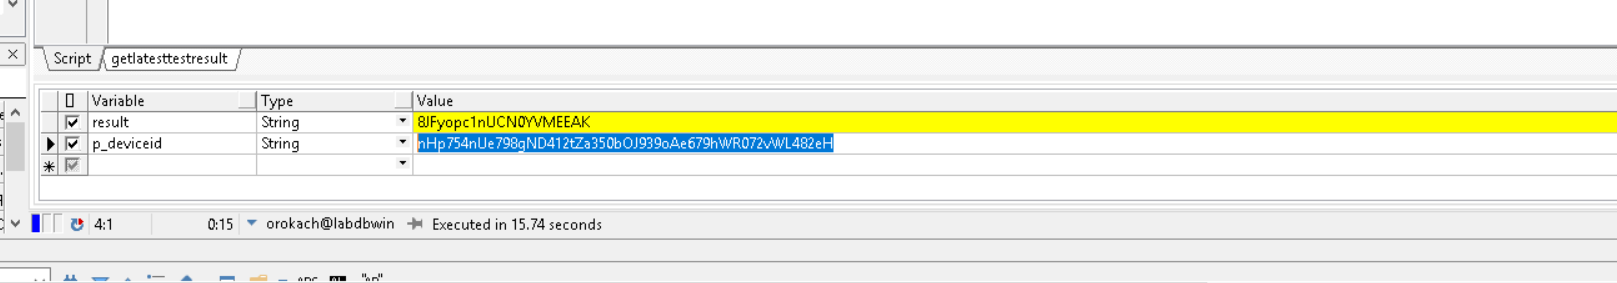 Script getlatesttestresult
Variable Type Value
result String 8JFyopc1nUCN0YVMEEAK
p_deviceid String nHp754nUe798gND412tZa350bOJ939oAe679hWR072vWL482eH
4:1 0:15 orokach@labdbwin Executed in 15.74 seconds